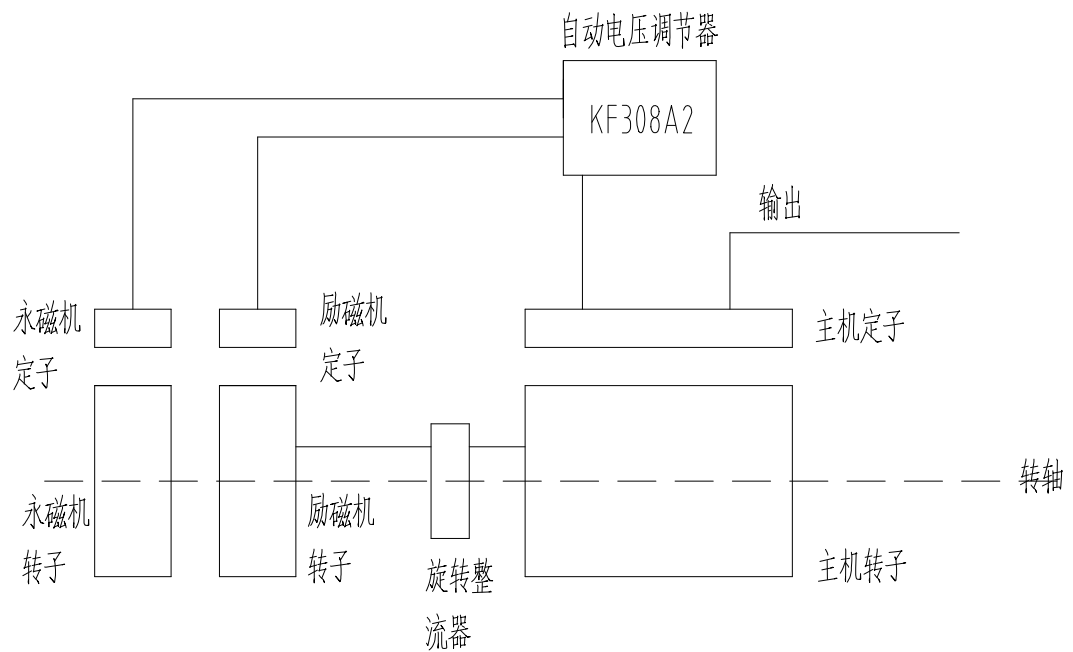 自动电压调节器
KF308A2
输出
永磁机
定子
励磁机
定子
主机定子
转轴
永磁机
转子
励磁机
转子
旋转整
流器
主机转子